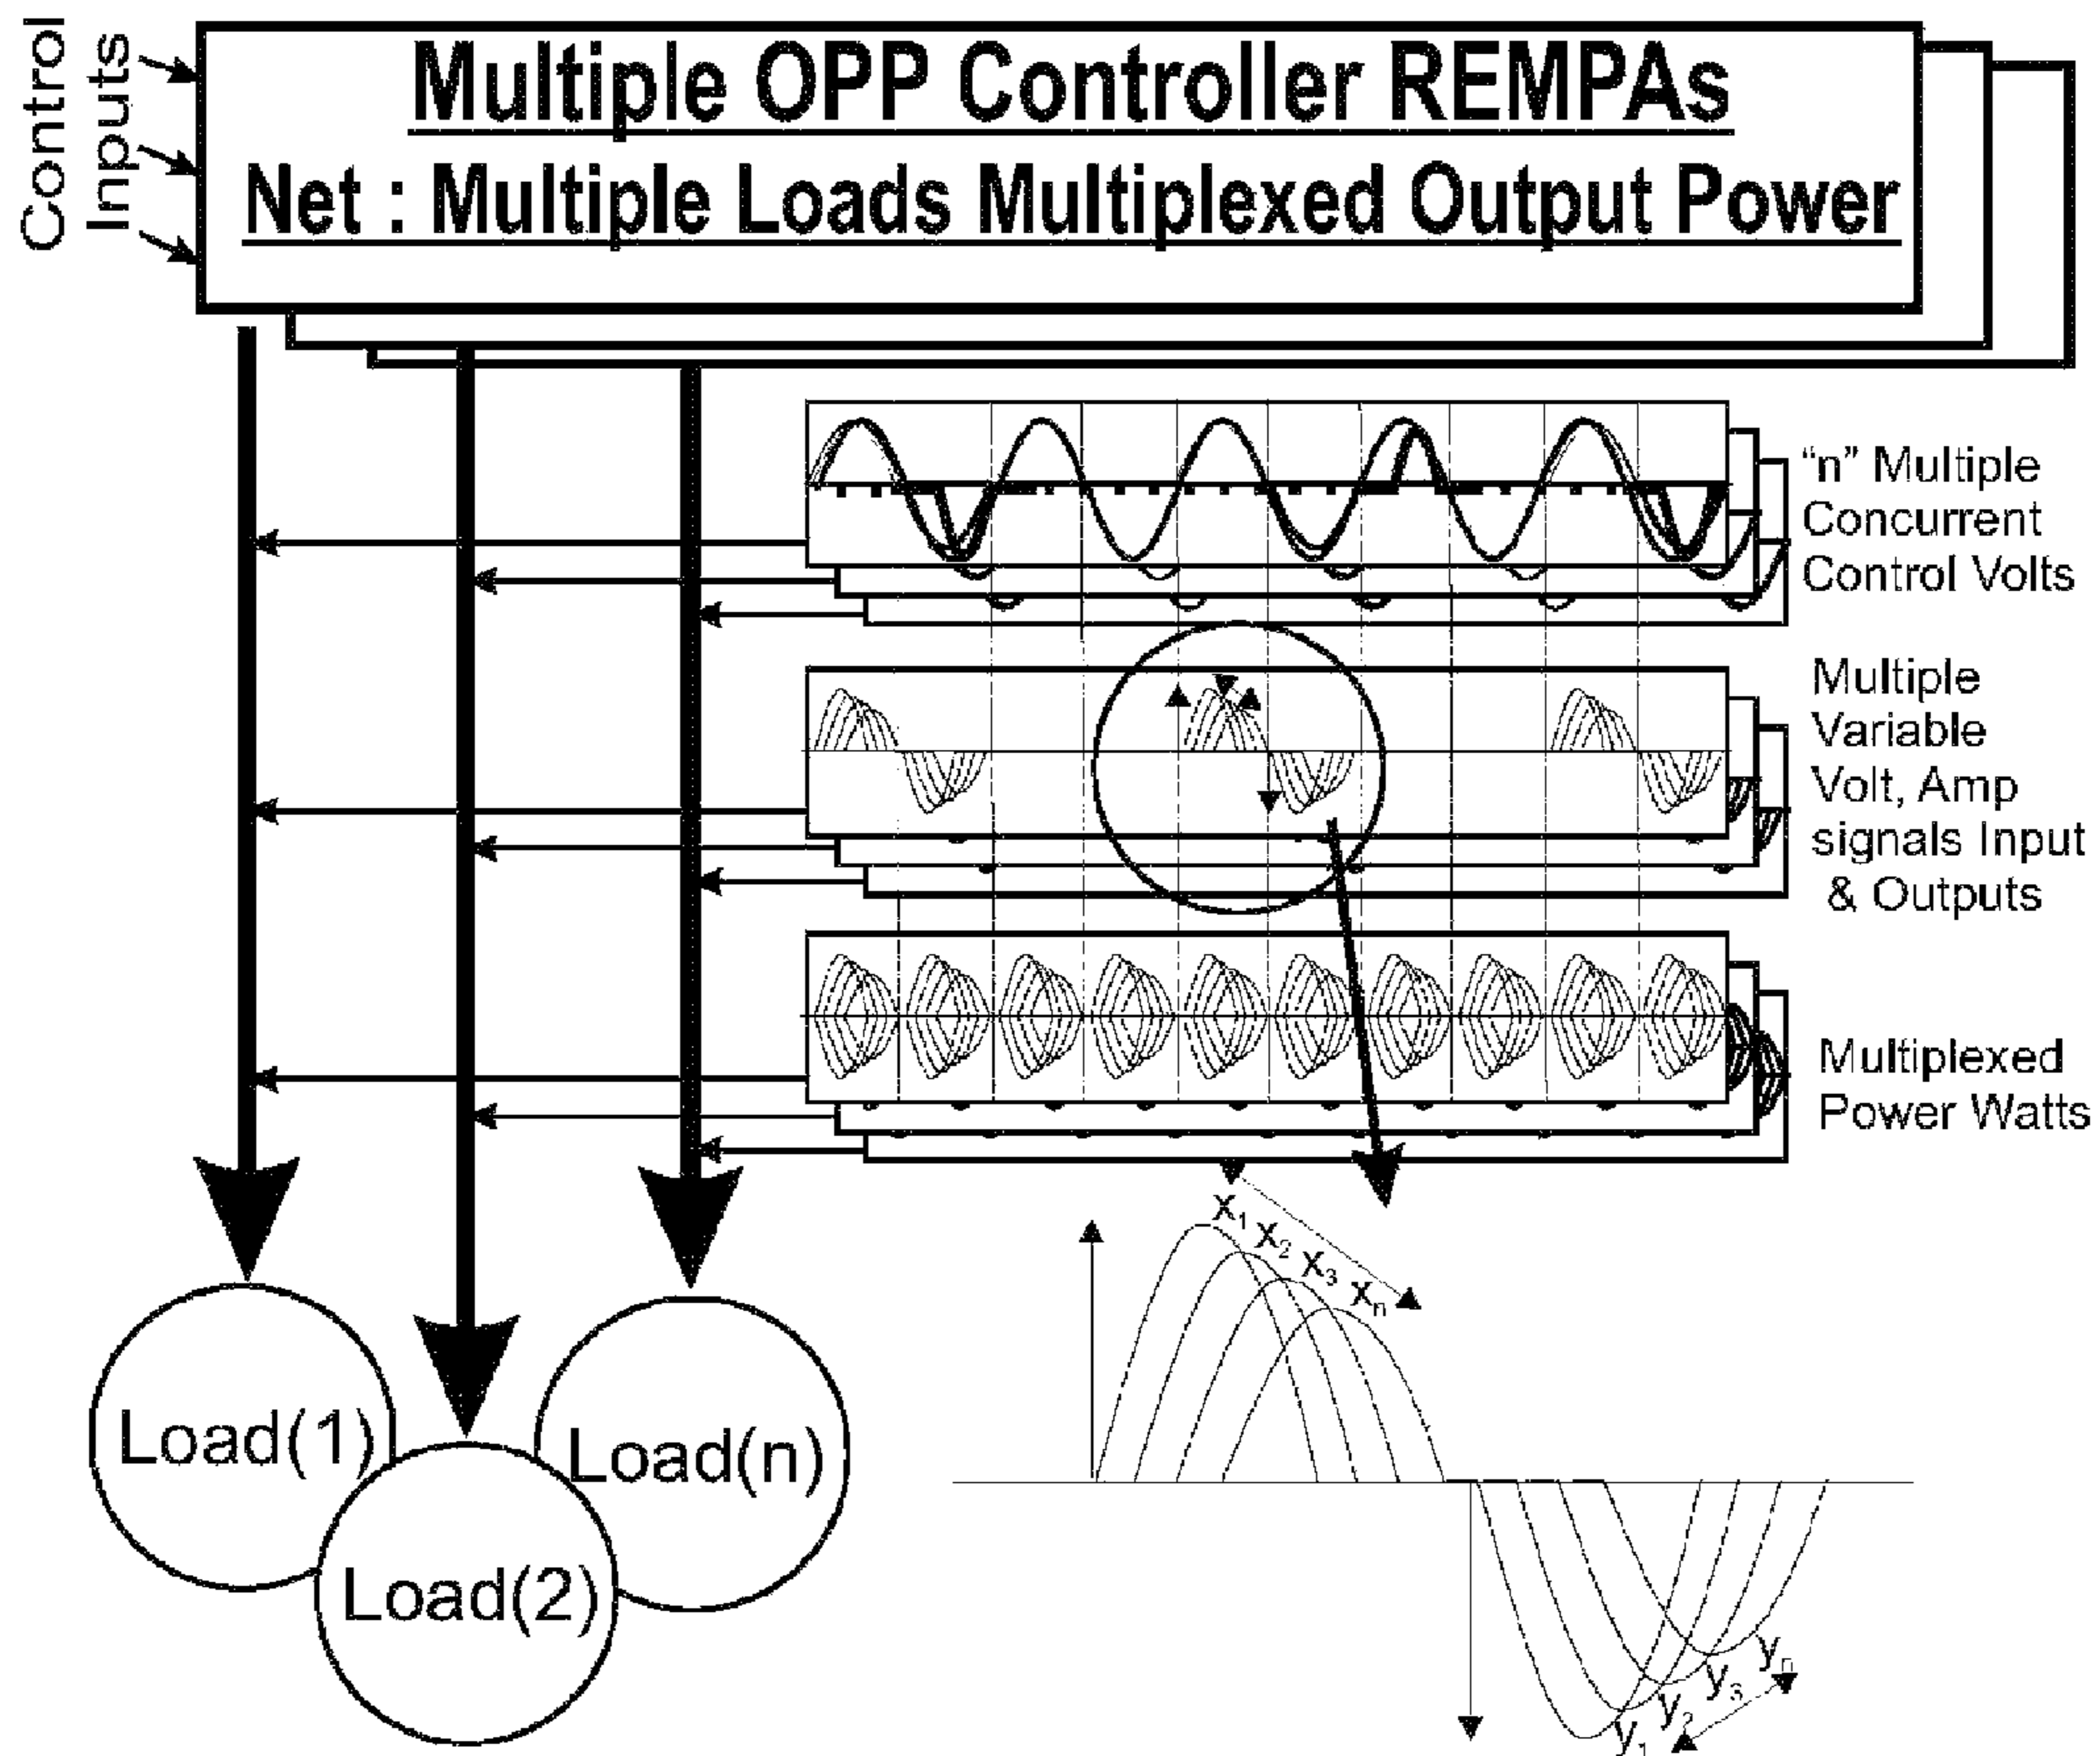 Control
Inputs
Multiple OPP Controller REMPAs
Net : Multiple Loads Multiplexed Output Power
“n” Multiple
Concurrent
Control Volts
Multiple
Variable
Volt, Amp
signals Input
& Outputs
Multiplexed
Power Watts
x₁ x₂ x₃ xₙ
Load(1)
Load(2)
Load(n)
y₁ y₂ y₃ yₙ